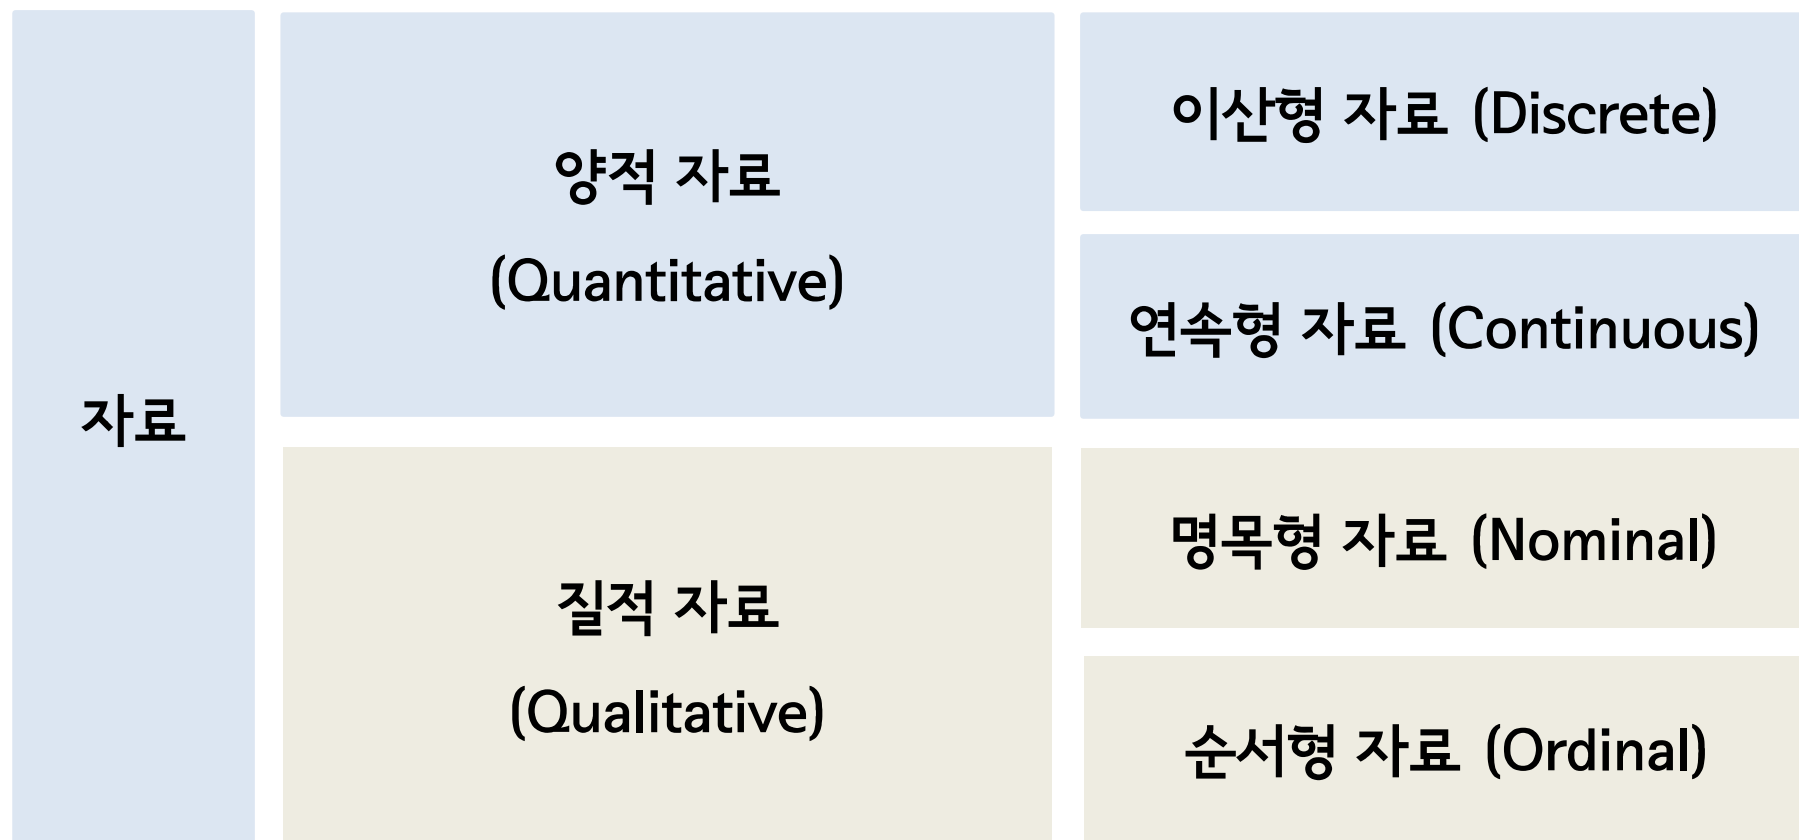 자료
양적 자료
(Quantitative)
이산형 자료 (Discrete)
연속형 자료 (Continuous)
질적 자료
(Qualitative)
명목형 자료 (Nominal)
순서형 자료 (Ordinal)